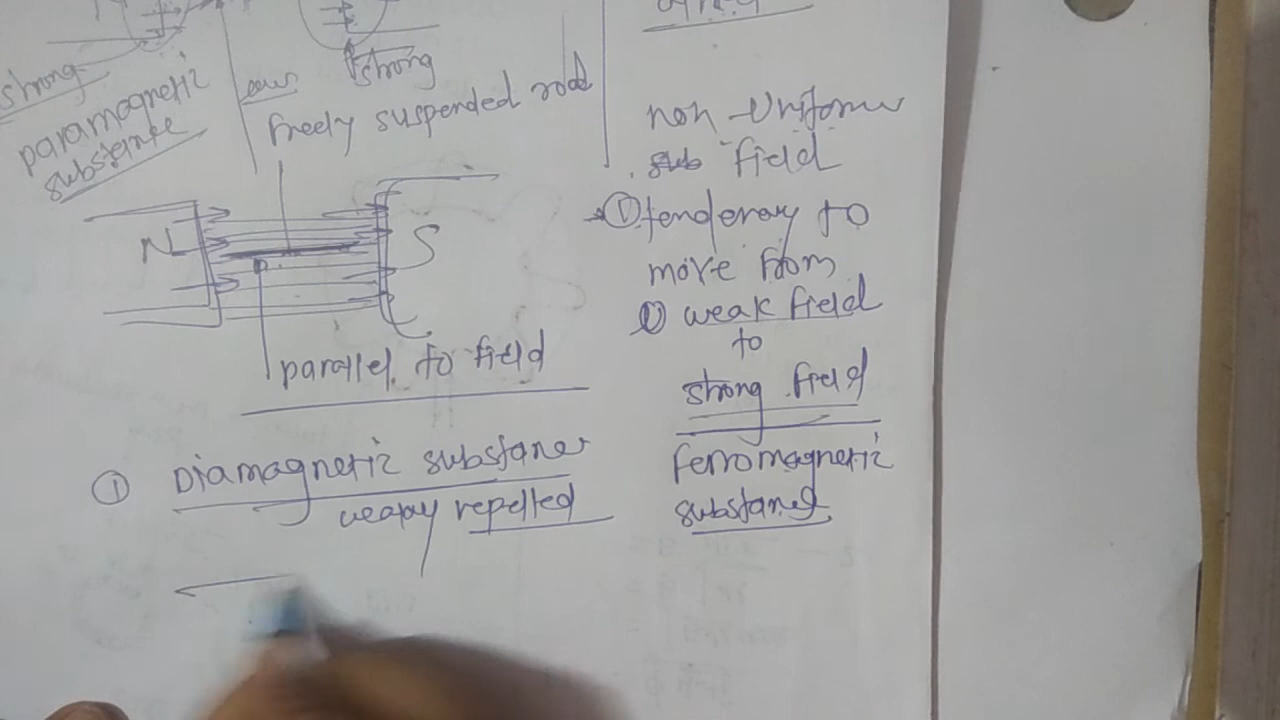 strong
strong
paramagnetic
substance
freely suspended rod
N
S
parallel to field
① Diamagnetic substance
weakly repelled
non-Uniform
field
① tendency to
move from
weak field
to
strong field
ferromagnetic
substance